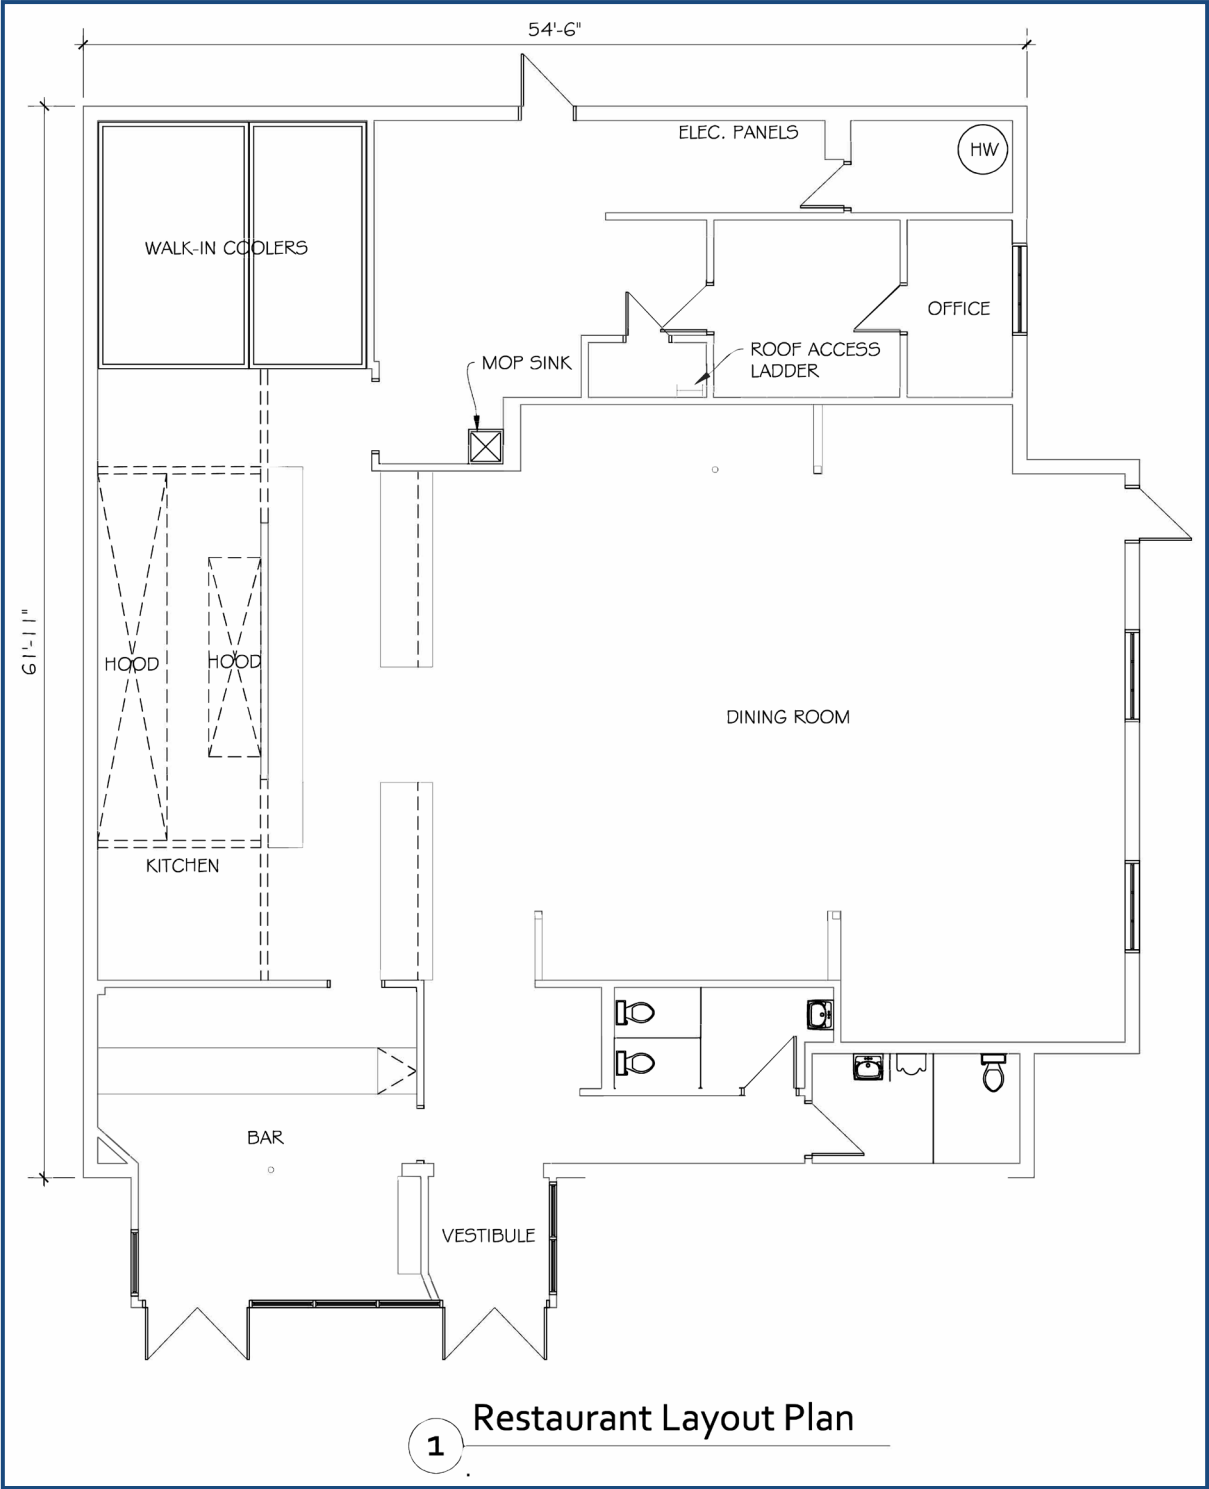 54'-6"
ELEC. PANELS
HW
WALK-IN COOLERS
OFFICE
MOP SINK
ROOF ACCESS
LADDER
61'-11"
HOOD
HOOD
DINING ROOM
KITCHEN
BAR
VESTIBULE
Restaurant Layout Plan
1